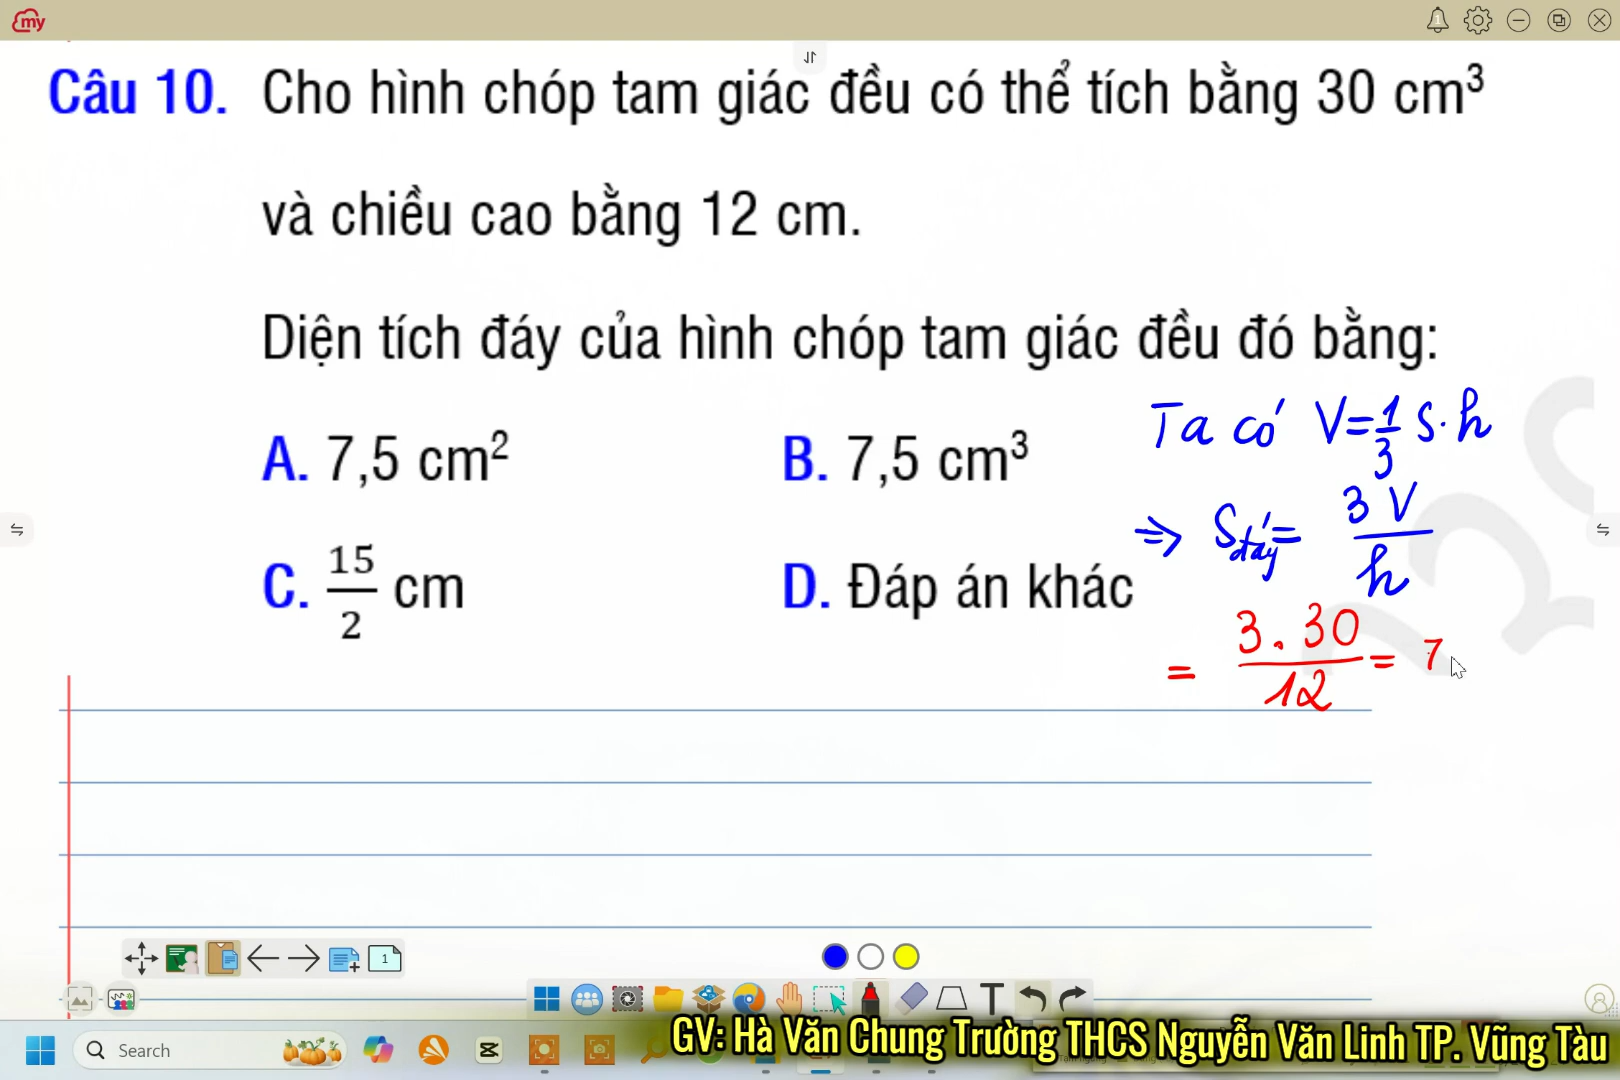 my
Câu 10. Cho hình chóp tam giác đều có thể tích bằng 30 cm³
và chiều cao bằng 12 cm.
Diện tích đáy của hình chóp tam giác đều đó bằng:
Ta có V=1/3 S.h
A. 7,5 cm²
B. 7,5 cm³
=> Sđáy = 3V/h
C. 15/2 cm
D. Đáp án khác
= 3.30/12 = 7
1
T
Search
GV: Hà Văn Chung Trường THCS Nguyễn Văn Linh TP. Vũng Tàu